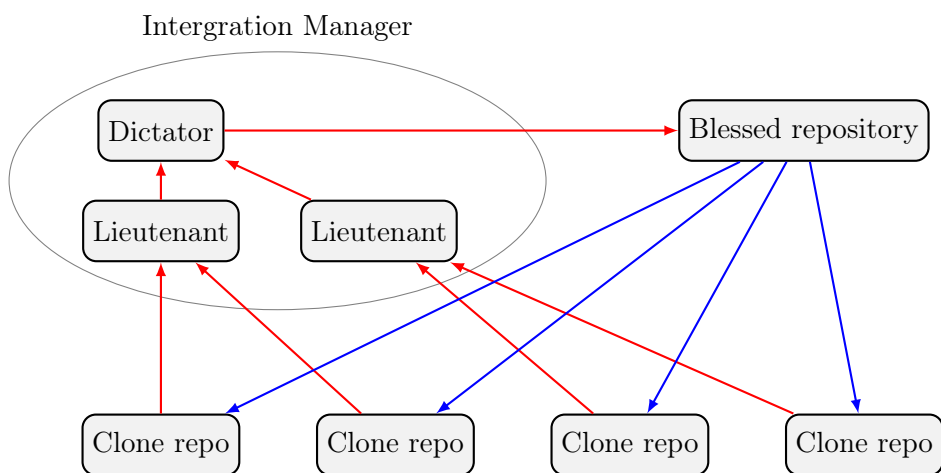 Intergration Manager
Dictator
Blessed repository
Lieutenant
Lieutenant
Clone repo
Clone repo
Clone repo
Clone repo